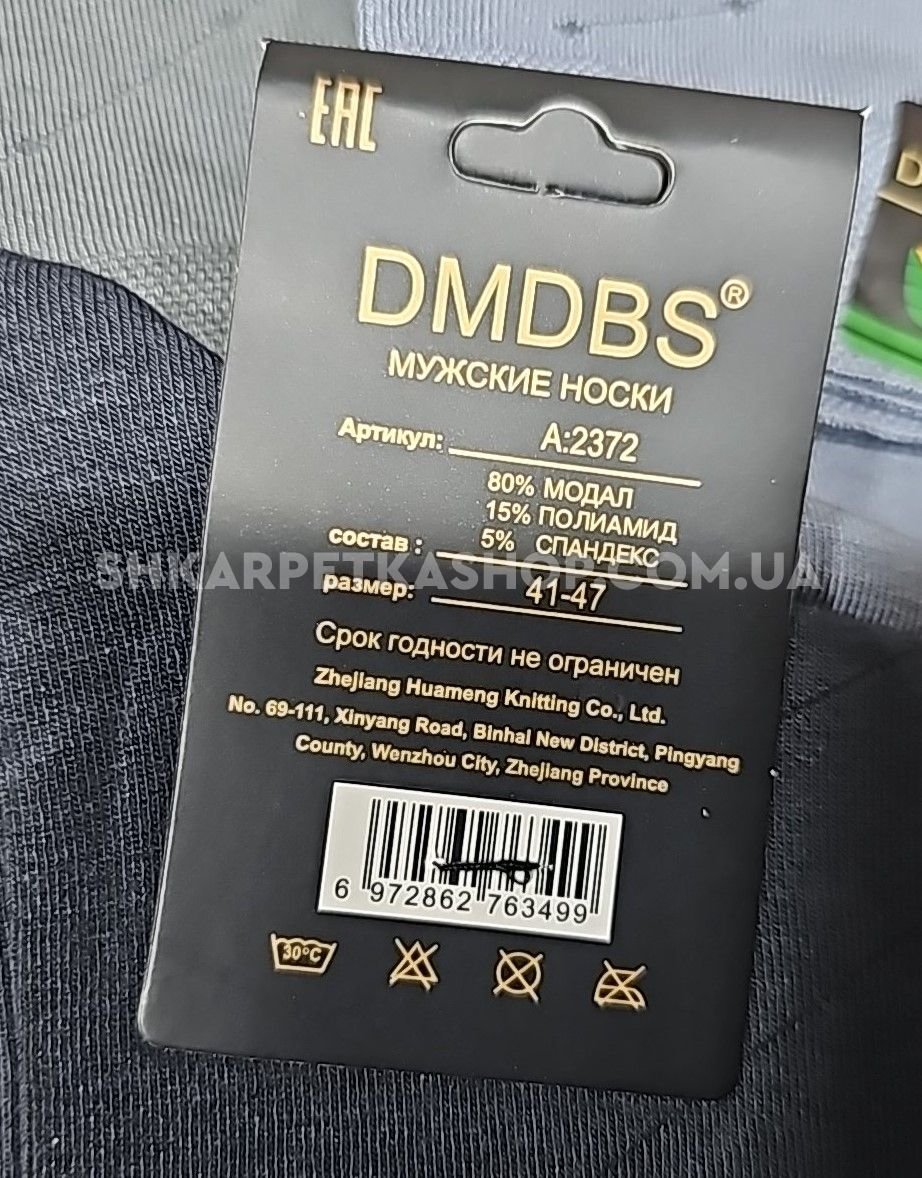 EAC
DMDBS®
МУЖСКИЕ НОСКИ
Артикул: A:2372
80% МОДАЛ
15% ПОЛИАМИД
состав : 5% СПАНДЕКС
SHKARPETKASHOP.COM.UA
размер: 41-47
Срок годности не ограничен
Zhejiang Huameng Knitting Co., Ltd.
No. 69-111, Xinyang Road, Binhai New District, Pingyang
County, Wenzhou City, Zhejiang Province
6 972862 763499
30°C